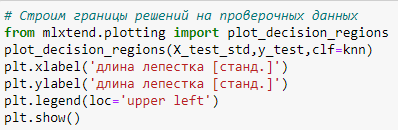 # Строим границы решений на проверочных данных
from mlxtend.plotting import plot_decision_regions
plot_decision_regions(X_test_std,y_test,clf=knn)
plt.xlabel('длина лепестка [станд.]')
plt.ylabel('длина лепестка [станд.]')
plt.legend(loc='upper left')
plt.show()